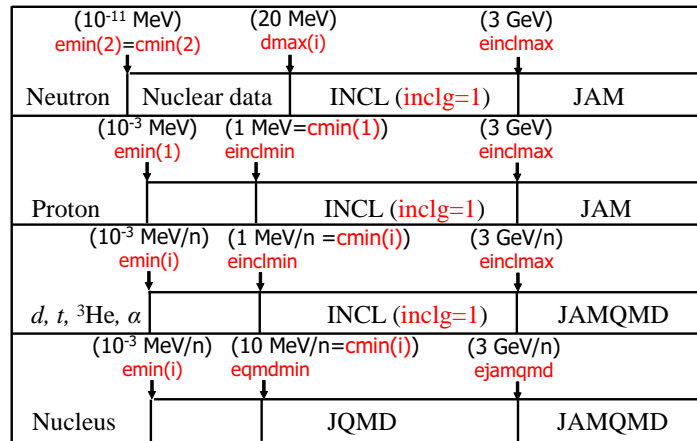 (10⁻¹¹ MeV) (20 MeV) (3 GeV)
emin(2)=cmin(2) dmax(i) einclmax
Neutron Nuclear data INCL (inclg=1) JAM
(10⁻³ MeV) (1 MeV=cmin(1)) (3 GeV)
emin(1) einclmin einclmax
Proton INCL (inclg=1) JAM
(10⁻³ MeV/n) (1 MeV/n =cmin(i)) (3 GeV/n)
emin(i) einclmin einclmax
d, t, ³He, α INCL (inclg=1) JAMQMD
(10⁻³ MeV/n) (10 MeV/n=cmin(i)) (3 GeV/n)
emin(i) eqmdmin ejamqmd
Nucleus JQMD JAMQMD